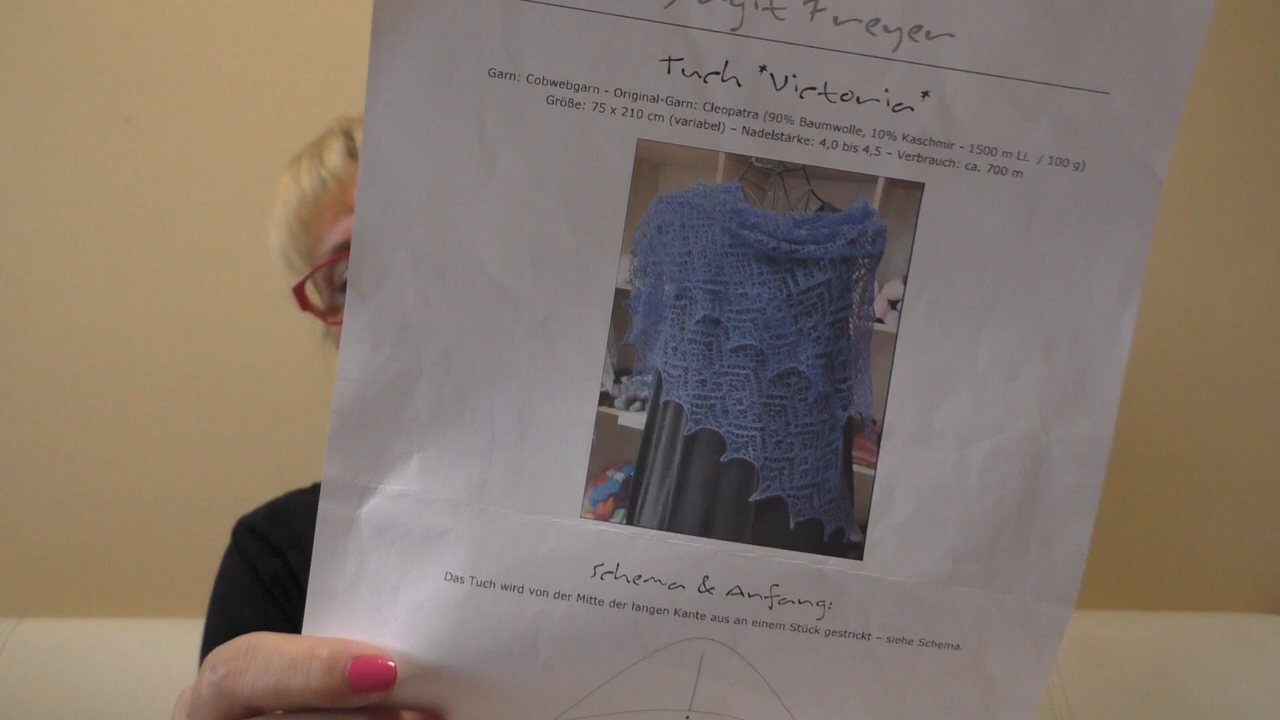 Birgit Freyer
Tuch *Victoria*
Garn: Cobwebgarn - Original-Garn: Cleopatra (90% Baumwolle, 10% Kaschmir - 1500 m LL / 100 g)
Größe: 75 x 210 cm (variabel) – Nadelstärke: 4,0 bis 4,5 – Verbrauch: ca. 700 m
Schema & Anfang:
Das Tuch wird von der Mitte der langen Kante aus an einem Stück gestrickt – siehe Schema.